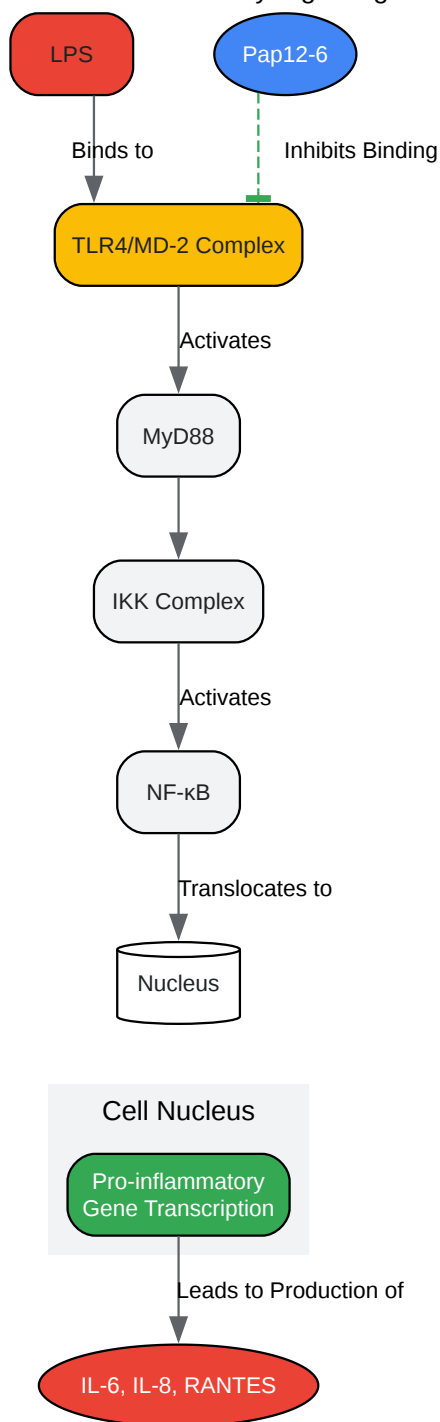 LPS
Pap12-6
Binds to
Inhibits Binding
TLR4/MD-2 Complex
Activates
MyD88
IKK Complex
Activates
NF-κB
Translocates to
Nucleus
Cell Nucleus
Pro-inflammatory
Gene Transcription
Leads to Production of
IL-6, IL-8, RANTES